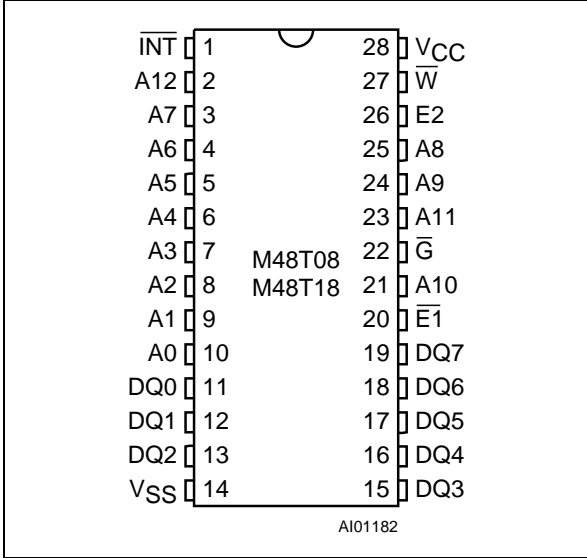 I̅N̅T̅ 1 28 VCC
A12 2 27 W̅
A7 3 26 E2
A6 4 25 A8
A5 5 24 A9
A4 6 23 A11
A3 7 22 G̅
M48T08
A2 8 21 A10
M48T18
A1 9 20 E̅1̅
A0 10 19 DQ7
DQ0 11 18 DQ6
DQ1 12 17 DQ5
DQ2 13 16 DQ4
VSS 14 15 DQ3
AI01182